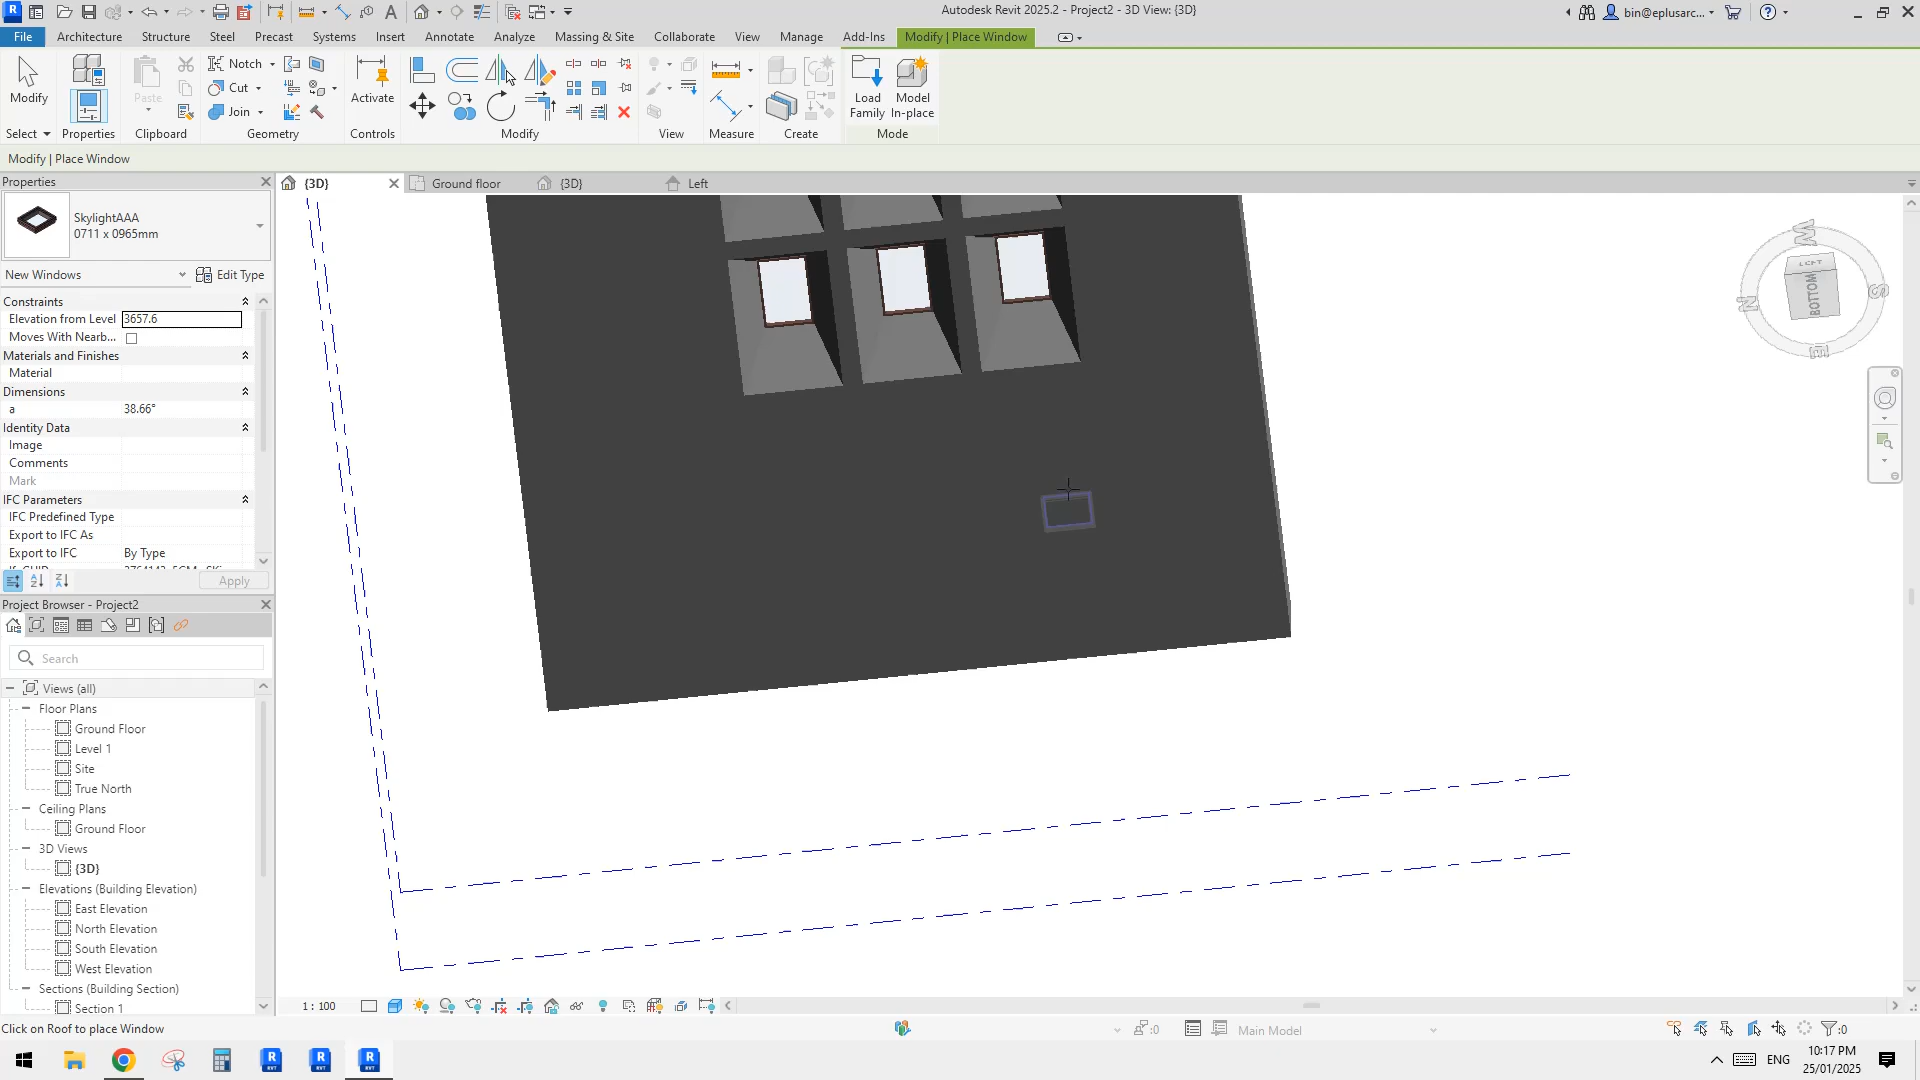 Autodesk Revit 2025.2 - Project2 - 3D View: {3D}
bin@eplusarc...
File Architecture Structure Steel Precast Systems Insert Annotate Analyze Massing & Site Collaborate View Manage Add-Ins Modify | Place Window
Notch
Cut
Join
Modify
Paste
Activate
Load Family
Model In-place
Select Properties Clipboard Geometry Controls Modify View Measure Create Mode
Modify | Place Window
Properties
{3D} Ground floor {3D} Left
SkylightAAA
0711 x 0965mm
New Windows Edit Type
Constraints
Elevation from Level 3657.6
Moves With Nearb...
Materials and Finishes
Material
Dimensions
a 38.66°
Identity Data
Image
Comments
Mark
IFC Parameters
IFC Predefined Type
Export to IFC As
Export to IFC By Type
Apply
LEFT
BOTTOM
W
N
S
E
Project Browser - Project2
Search
Views (all)
Floor Plans
Ground Floor
Level 1
Site
True North
Ceiling Plans
Ground Floor
3D Views
{3D}
Elevations (Building Elevation)
East Elevation
North Elevation
South Elevation
West Elevation
Sections (Building Section)
Section 1
1 : 100
Click on Roof to place Window
:0
Main Model
:0
ENG
10:17 PM
25/01/2025